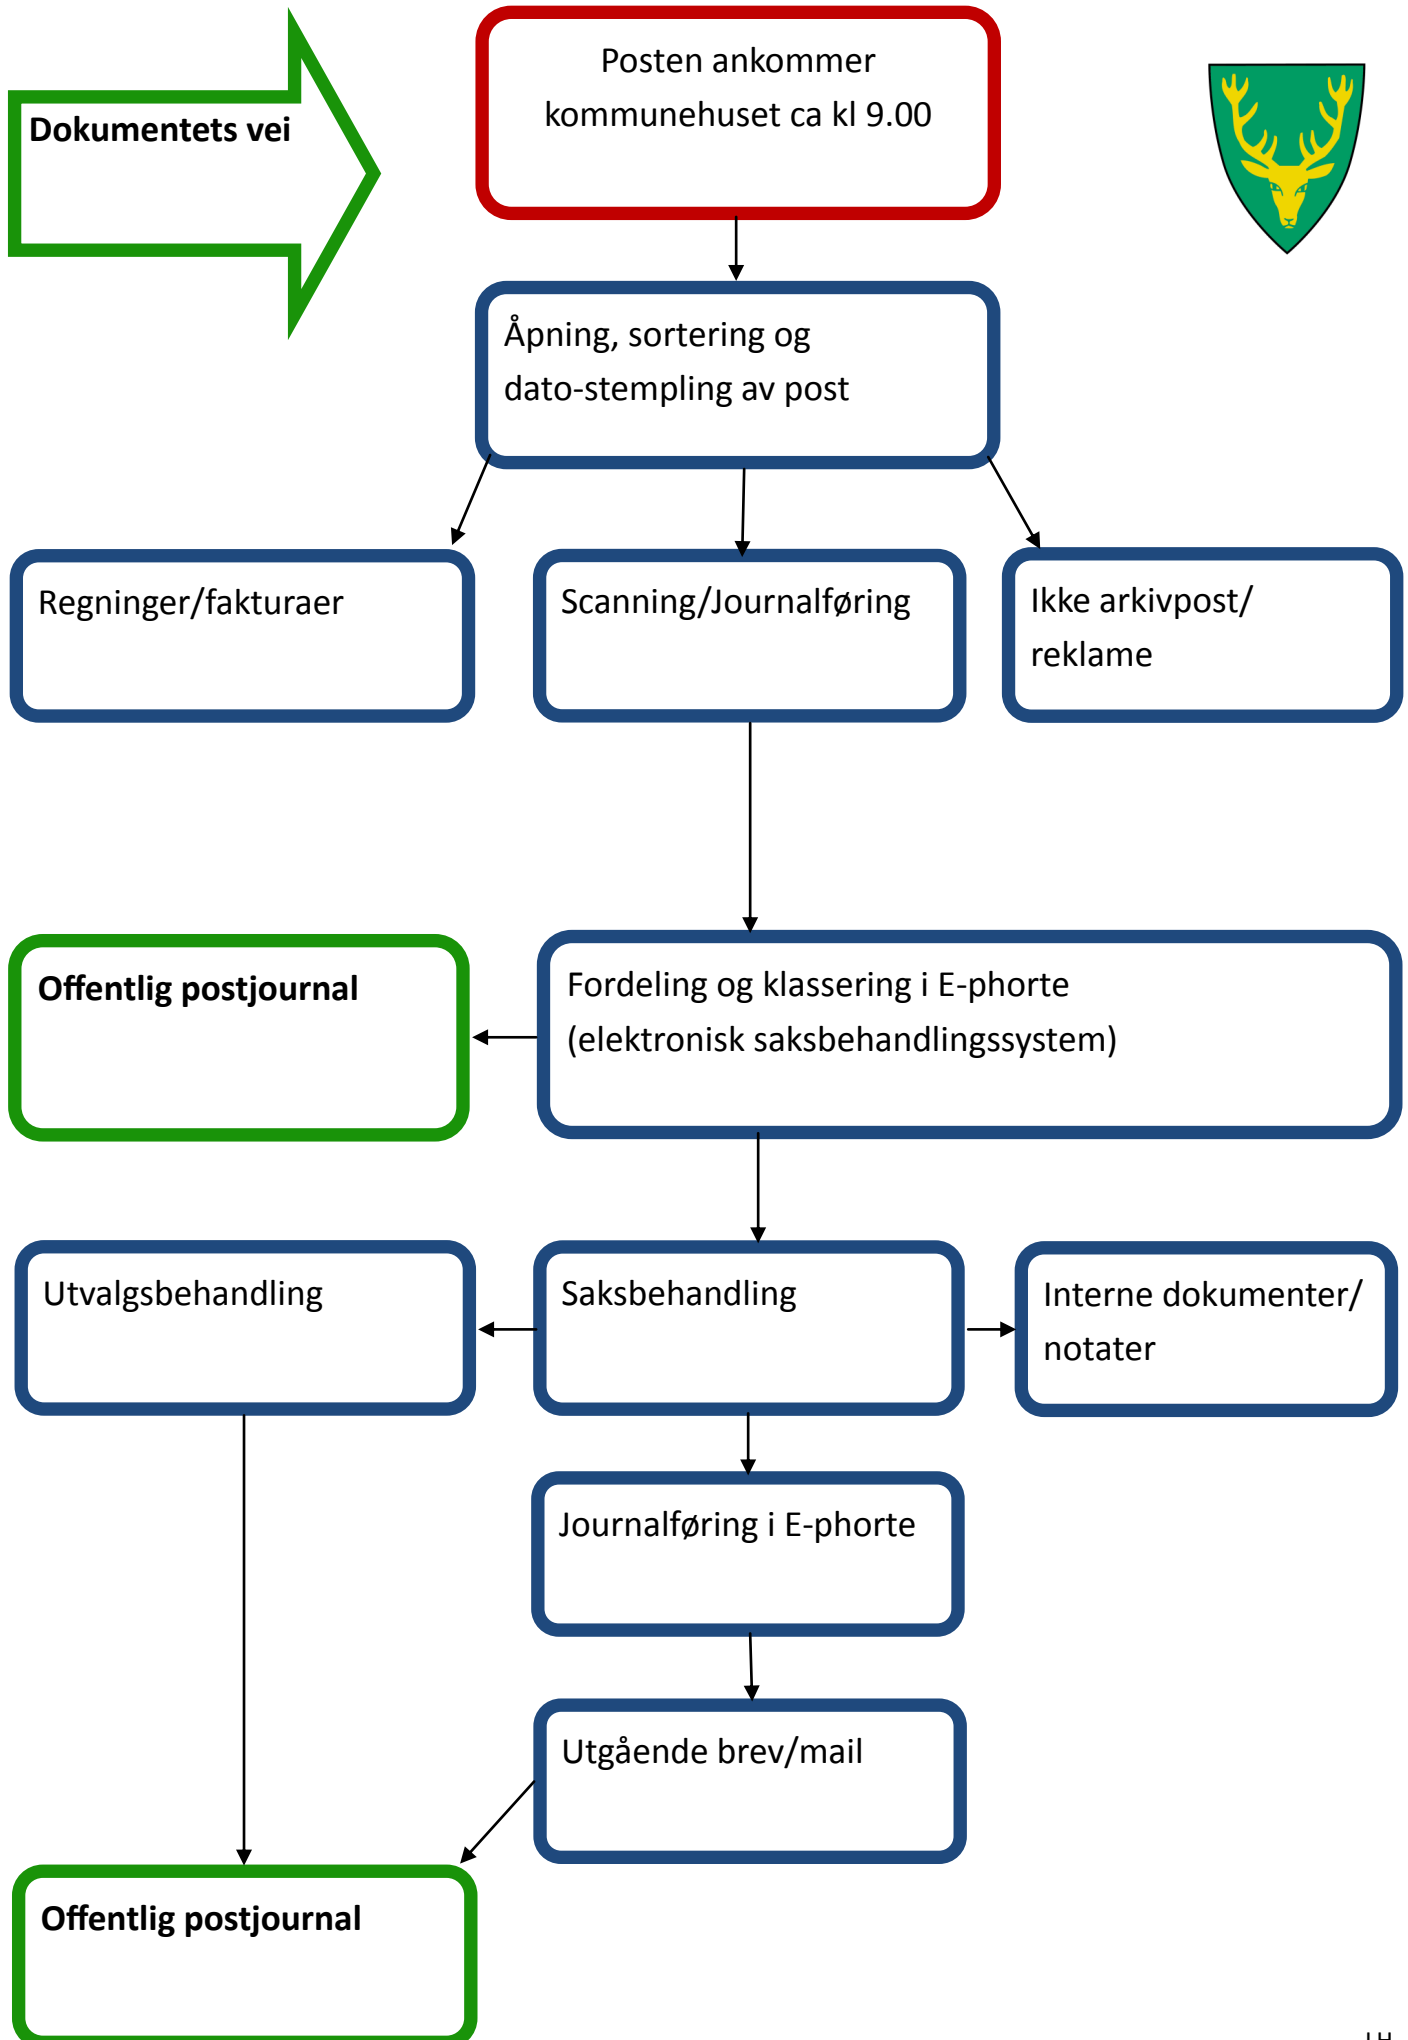 Dokumentets vei
Posten ankommer
kommunehuset ca kl 9.00
Åpning, sortering og
dato-stempling av post
Regninger/fakturaer
Scanning/Journalføring
Ikke arkivpost/
reklame
Offentlig postjournal
Fordeling og klassering i E-phorte
(elektronisk saksbehandlingssystem)
Utvalgsbehandling
Saksbehandling
Interne dokumenter/
notater
Journalføring i E-phorte
Utgående brev/mail
Offentlig postjournal